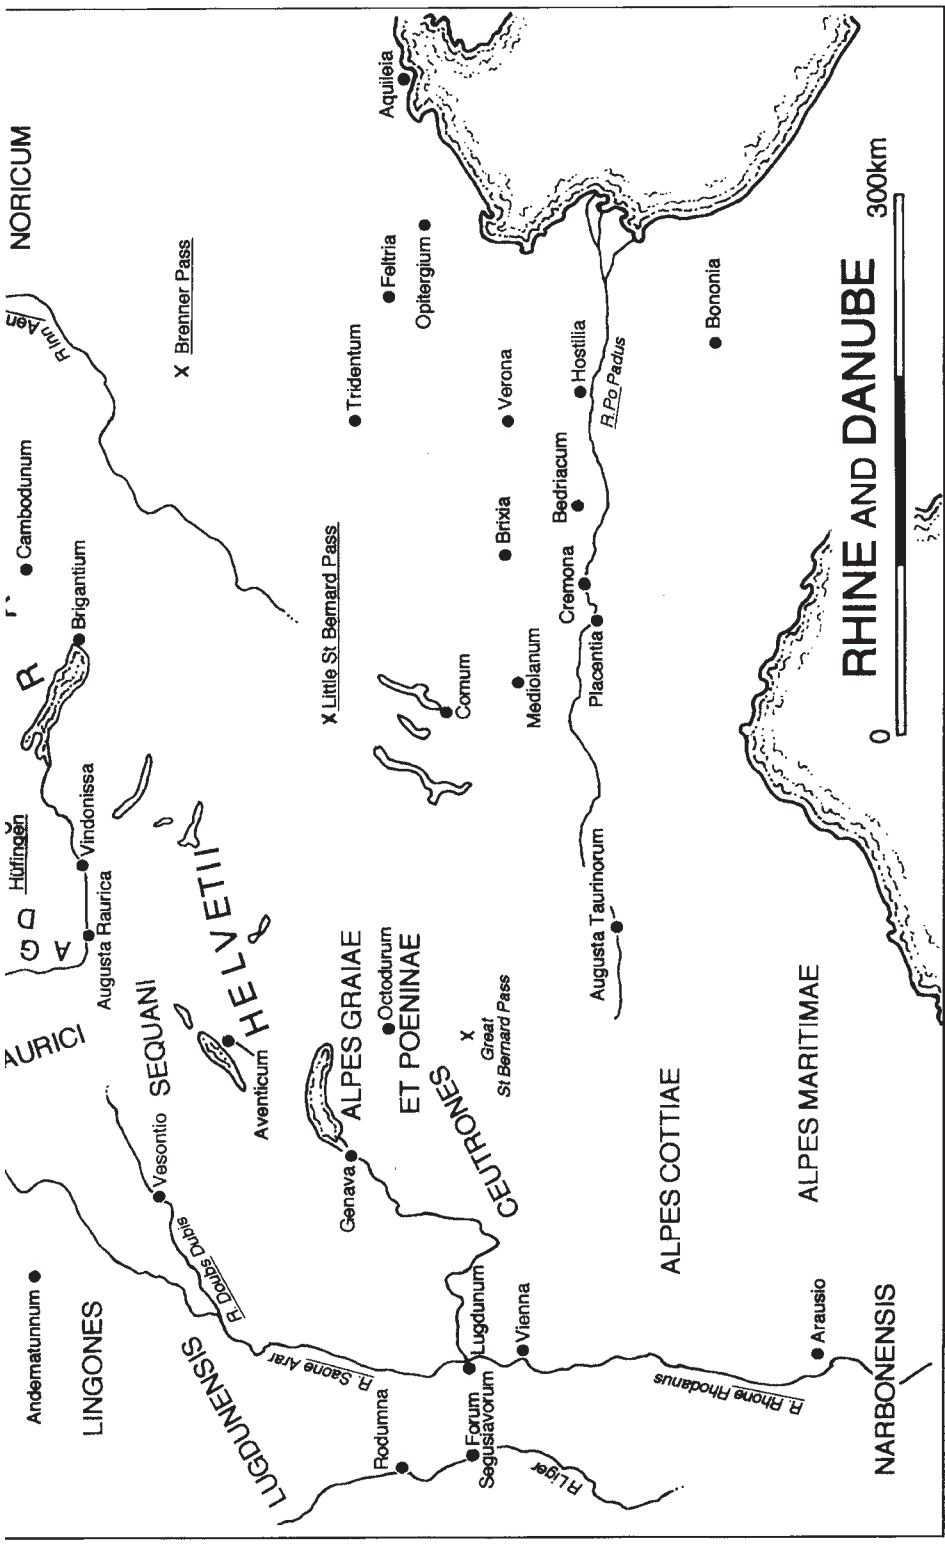 NORICUM
R Inn Aen
X Brenner Pass
Aquileia
Feltria
Opitergium
Tridentum
Verona
Hostilia
R. Po Padus
Bononia
Cambodunum
Brigantium
R
X Little St Bernard Pass
Brixia
Bedriacum
Cremona
Placentia
Mediolanum
Comum
Hüfingen
Vindonissa
Augusta Raurica
D
G
A
HELVETII
Augusta Taurinorum
AURICI
SEQUANI
Aventicum
ALPES GRAIAE
ET POENINAE
Octodurum
X
Great
St Bernard Pass
CEUTRONES
Genava
Vesontio
R. Doubs Dubis
ALPES COTTIAE
ALPES MARITIMAE
Andematunnum
LINGONES
LUGDUNENSIS
R. Saone Arar
Lugdunum
Vienna
Rodumna
Forum
Segusiavorum
R Liger
R. Rhone Rhodanus
Arausio
NARBONENSIS
RHINE AND DANUBE
0
300km